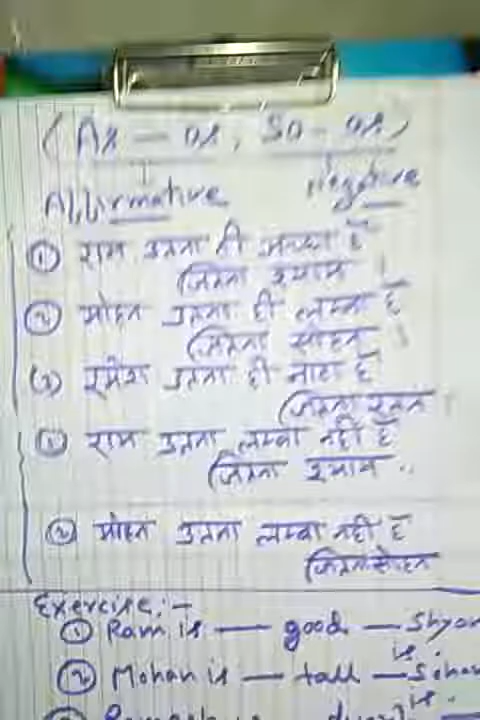 (As — as, so - as)
Affirmative Negative
① राम उतना ही अच्छा है
जितना श्याम ।
② मोहन उतना ही लम्बा है
जितना सोहन ।
③ रमेश उतना ही नाटा है
जितना रतन ।
① राम उतना लम्बा नहीं है
जितना श्याम ..
② मोहन उतना लम्बा नहीं है
जितना सोहन
Exercise:-
① Ram is — good — Shyam
is.
② Mohan is — tall — Sohan
is.